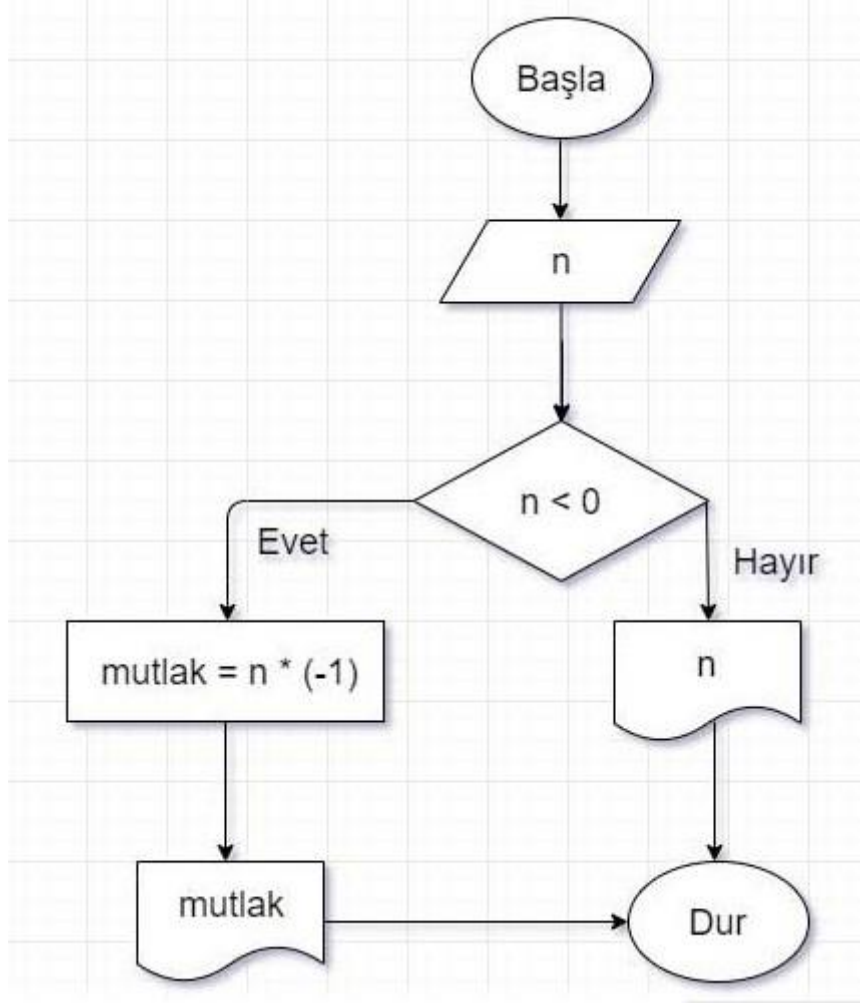 Başla
n
n < 0
Evet
Hayır
mutlak = n * (-1)
n
mutlak
Dur